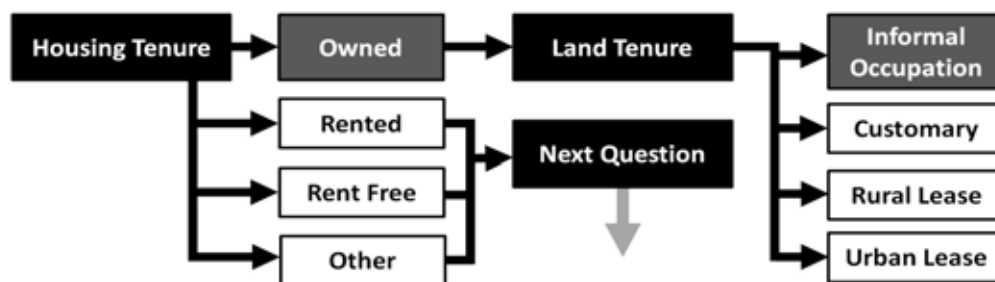 Housing Tenure
Owned
Land Tenure
Informal
Occupation
Rented
Next Question
Customary
Rent Free
Rural Lease
Other
Urban Lease